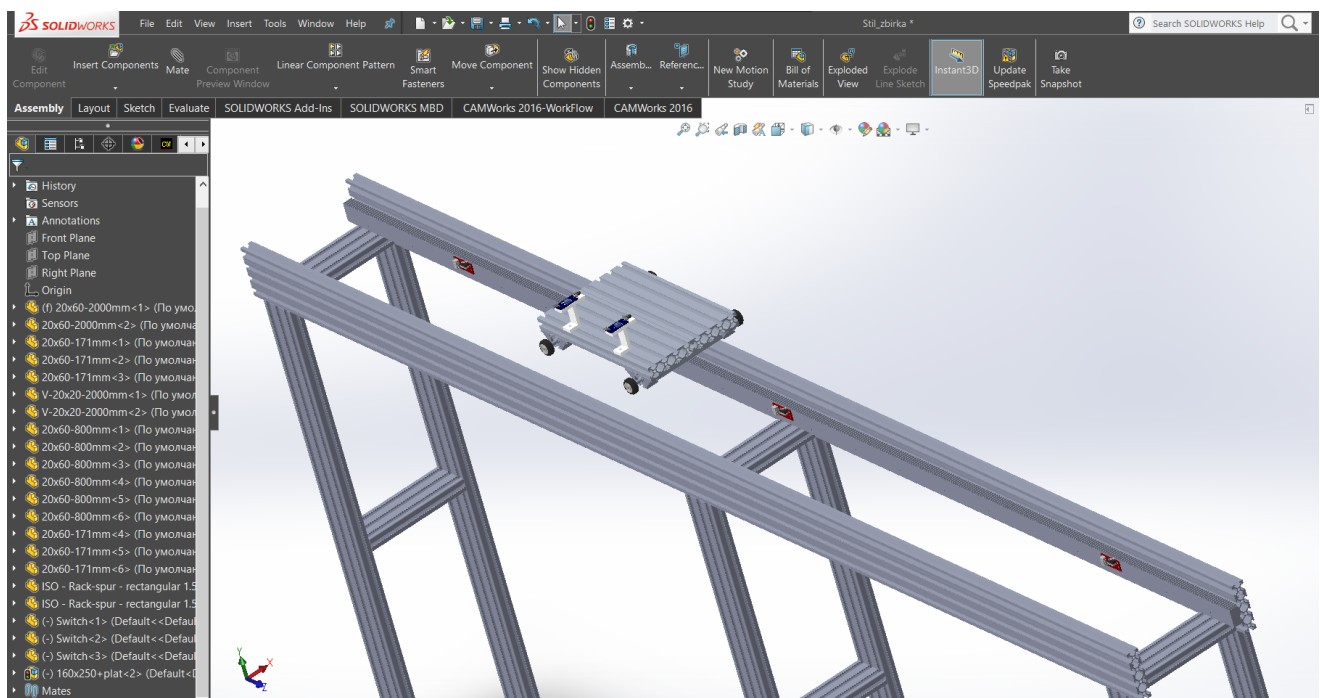 SOLIDWORKS File Edit View Insert Tools Window Help Stil_zbirka * Search SOLIDWORKS Help
Edit Component
Insert Components
Mate
Component Preview Window
Linear Component Pattern
Smart Fasteners
Move Component
Show Hidden Components
Assemb...
Referenc...
New Motion Study
Bill of Materials
Exploded View
Explode Line Sketch
Instant3D
Update Speedpak
Take Snapshot
Assembly Layout Sketch Evaluate SOLIDWORKS Add-Ins SOLIDWORKS MBD CAMWorks 2016-WorkFlow CAMWorks 2016
History
Sensors
Annotations
Front Plane
Top Plane
Right Plane
Origin
(f) 20x60-2000mm<1> (По умо
20x60-2000mm<2> (По умолча
20x60-171mm<1> (По умолчан
20x60-171mm<2> (По умолчан
20x60-171mm<3> (По умолчан
V-20x20-2000mm<1> (По умол
V-20x20-2000mm<2> (По умол
20x60-800mm<1> (По умолчан
20x60-800mm<2> (По умолчан
20x60-800mm<3> (По умолчан
20x60-800mm<4> (По умолчан
20x60-800mm<5> (По умолчан
20x60-800mm<6> (По умолчан
20x60-171mm<4> (По умолчан
20x60-171mm<5> (По умолчан
20x60-171mm<6> (По умолчан
ISO - Rack-spur - rectangular 1.5
ISO - Rack-spur - rectangular 1.5
(-) Switch<1> (Default<<Defaul
(-) Switch<2> (Default<<Defaul
(-) Switch<3> (Default<<Defaul
(-) 160x250+plat<2> (Default<D
Mates
Y
X
Z